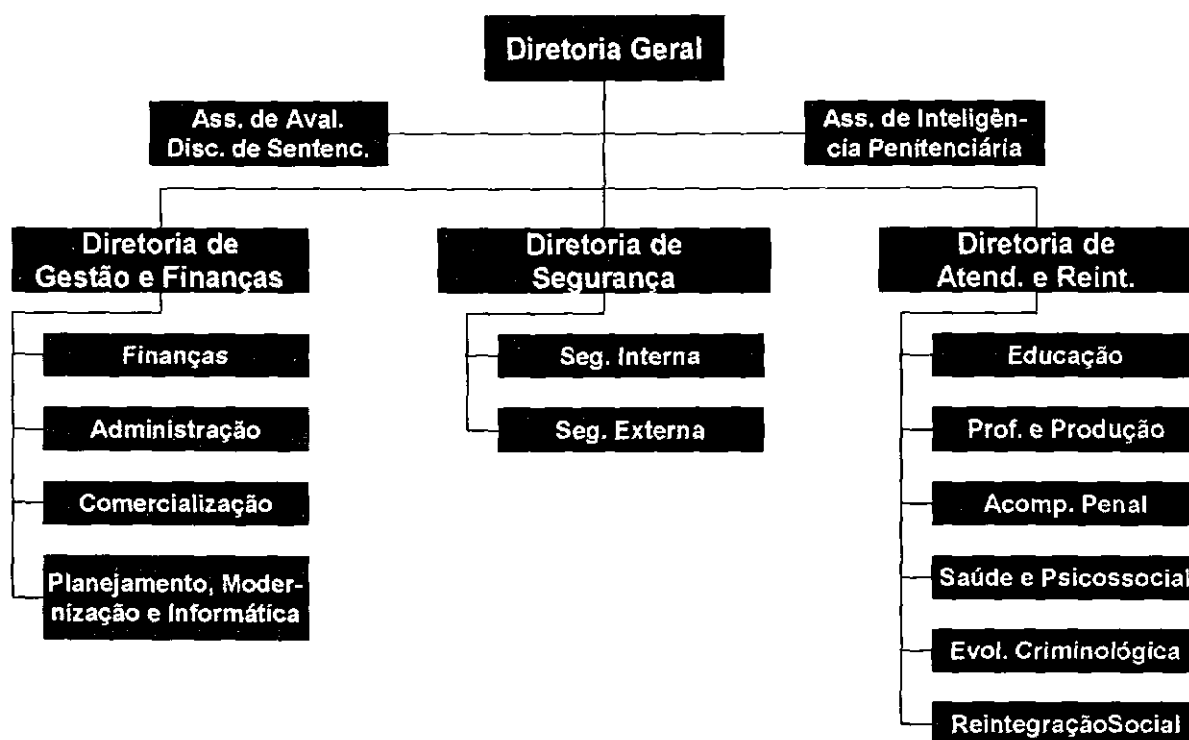 Diretoria Geral
Ass. de Aval.
Disc. de Sentenc.
Ass. de Inteligên-
cia Penitenciária
Diretoria de
Gestão e Finanças
Diretoria de
Segurança
Diretoria de
Atend. e Reint.
Finanças
Administração
Comercialização
Planejamento, Moder-
nização e Informática
Seg. Interna
Seg. Externa
Educação
Prof. e Produção
Acomp. Penal
Saúde e Psicossocial
Evol. Criminológica
ReintegraçãoSocial